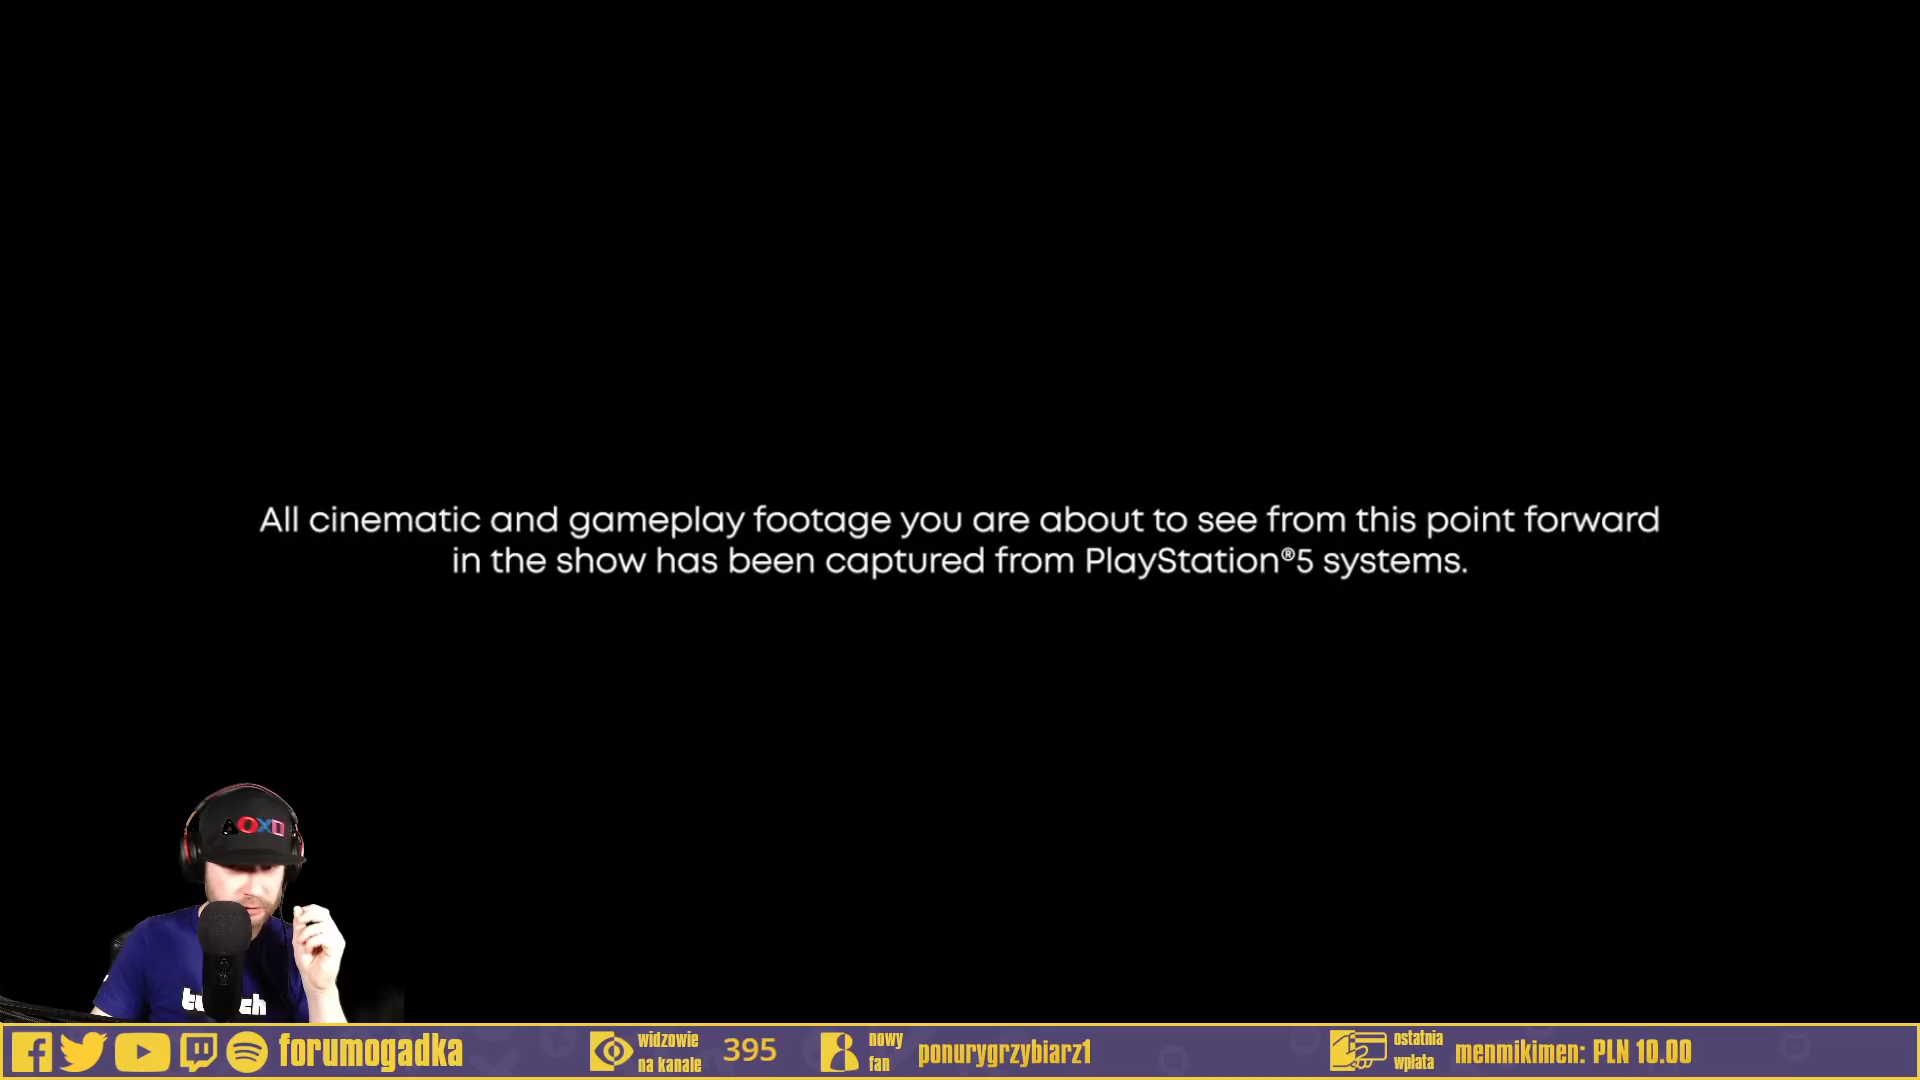 All cinematic and gameplay footage you are about to see from this point forward
in the show has been captured from PlayStation®5 systems.
forumogadka
widzowie
na kanale
395
nowy
fan
ponurygrzybiarz1
ostatnia
wpłata
menmikimen: PLN 10.00